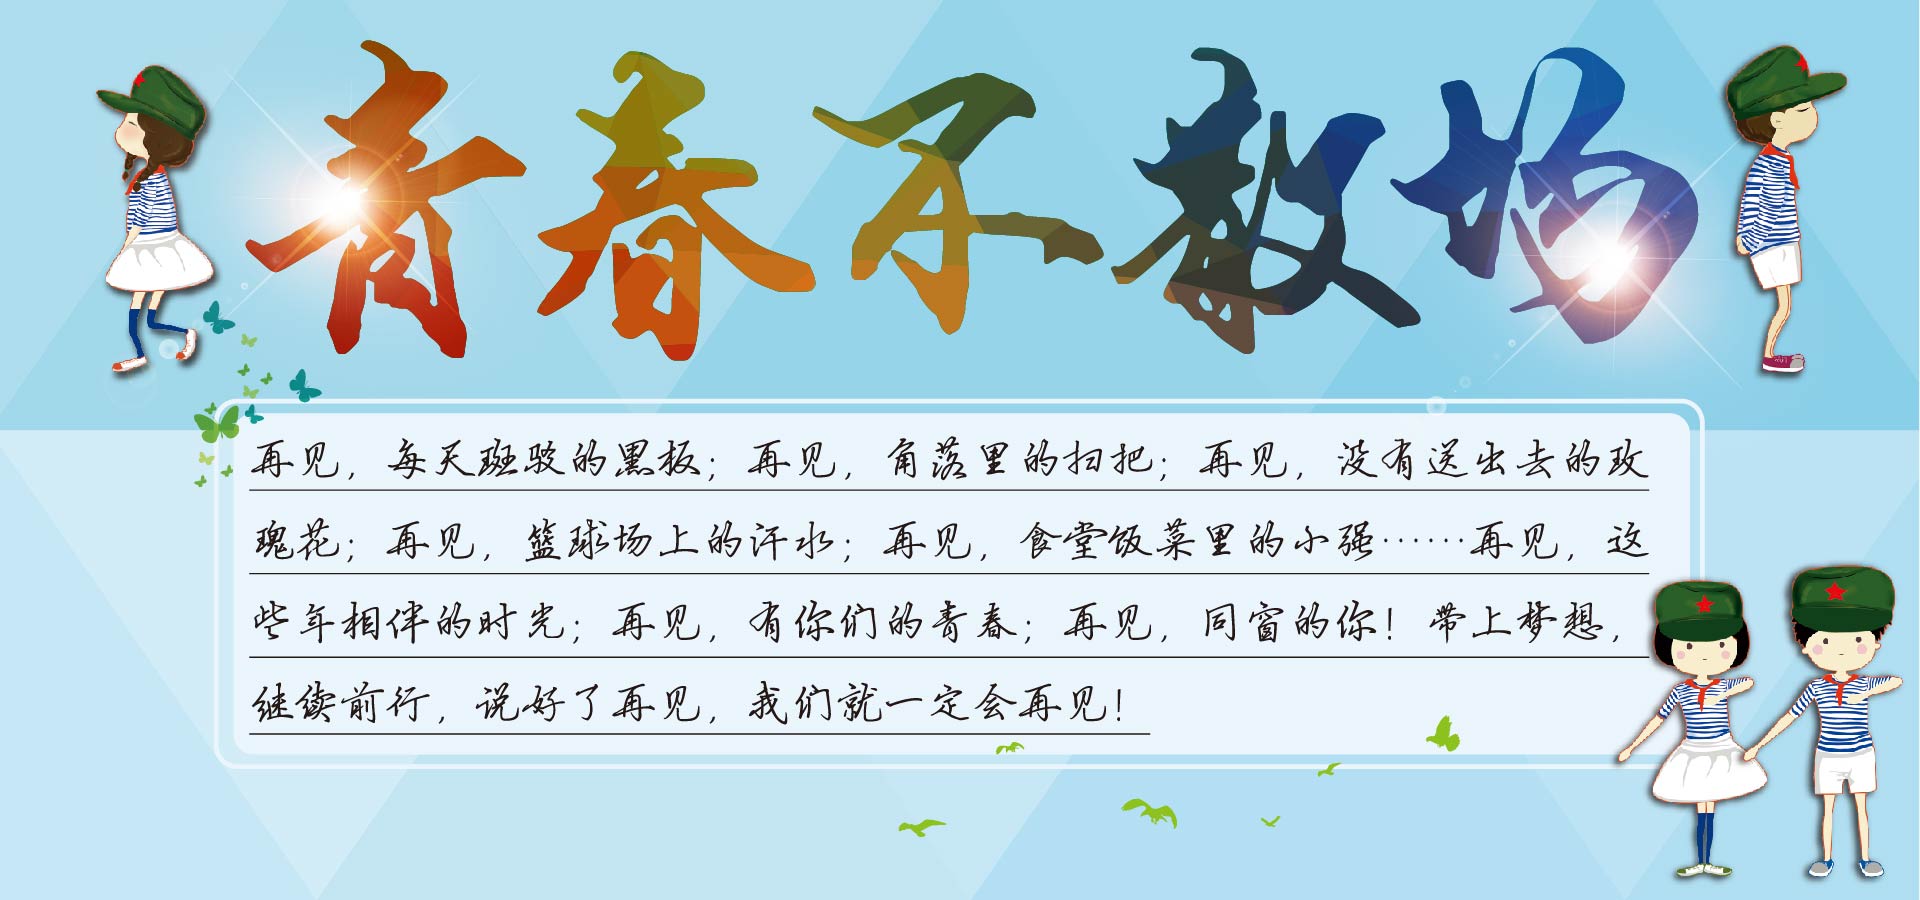 青春不散场
再见，每天斑驳的黑板；再见，角落里的扫把；再见，没有送出去的玫
瑰花；再见，篮球场上的汗水；再见，食堂饭菜里的小强……再见，这
些年相伴的时光；再见，有你们的青春；再见，同窗的你！带上梦想，
继续前行，说好了再见，我们就一定会再见！